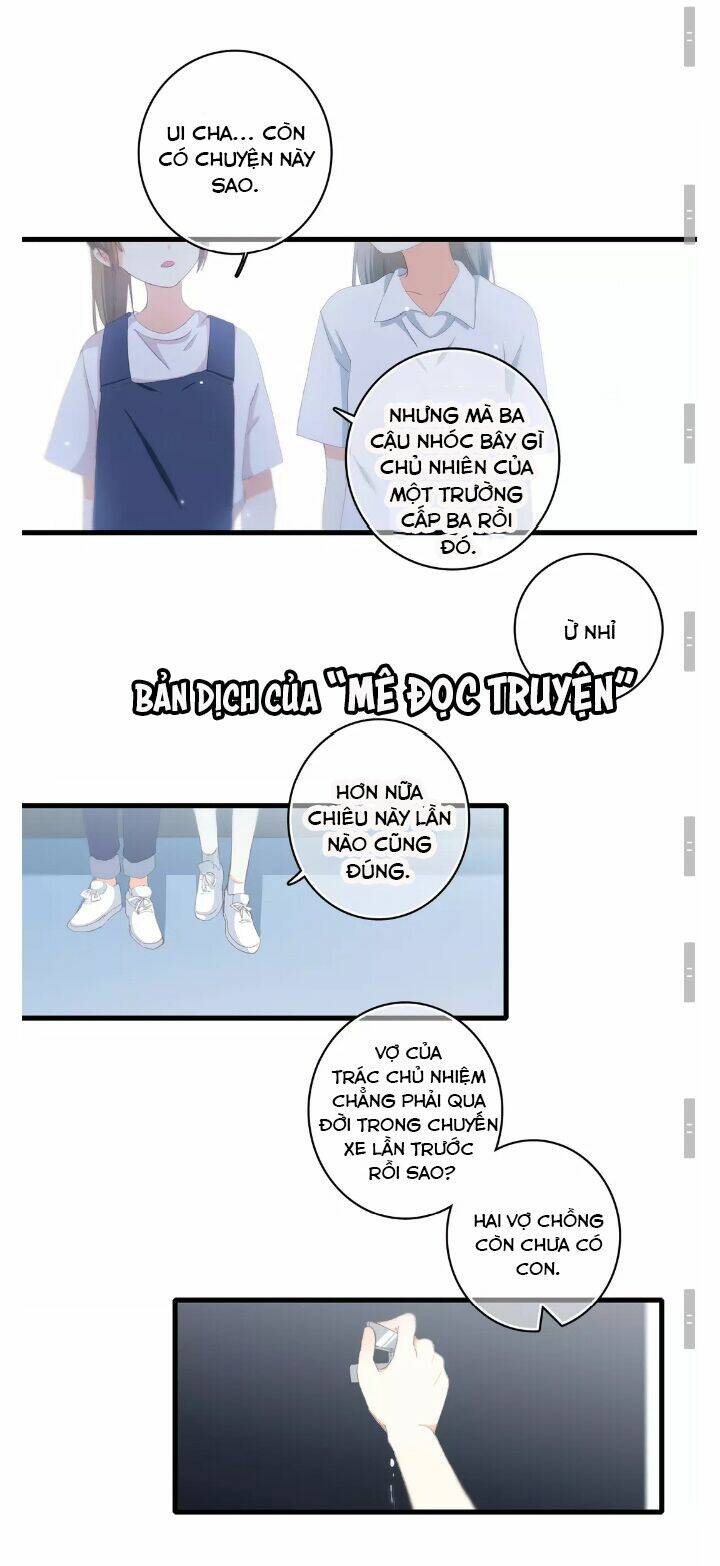 UI CHA... CÒN
CÓ CHUYỆN NÀY
SAO.
NHƯNG MÀ BA
CẬU NHÓC BÂY GÌ
CHỦ NHIÊN CỦA
MỘT TRƯỜNG
CẤP BA RỒI
ĐÓ.
Ừ NHỈ
BẢN DỊCH CỦA "MÊ ĐỌC TRUYỆN"
HƠN NỮA
CHIÊU NÀY LẦN
NÀO CŨNG
ĐÚNG.
VỢ CỦA
TRÁC CHỦ NHIỆM
CHẲNG PHẢI QUA
ĐỜI TRONG CHUYẾN
XE LẦN TRƯỚC
RỒI SAO?
HAI VỢ CHỒNG
CÒN CHƯA CÓ
CON.